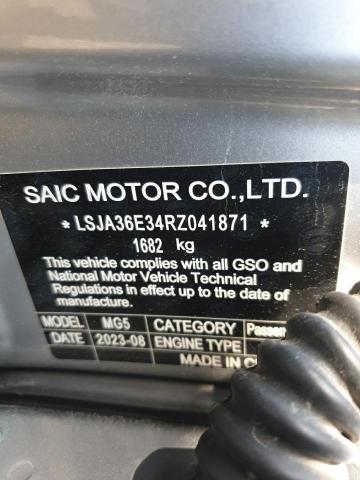 SAIC MOTOR CO.,LTD.
* LSJA36E34RZ041871 *
1682 kg
This vehicle complies with all GSO and
National Motor Vehicle Technical
Regulations in effect up to the date of
manufacture.
MODEL MG5 CATEGORY
DATE 2023-08 ENGINE TYPE
MADE IN